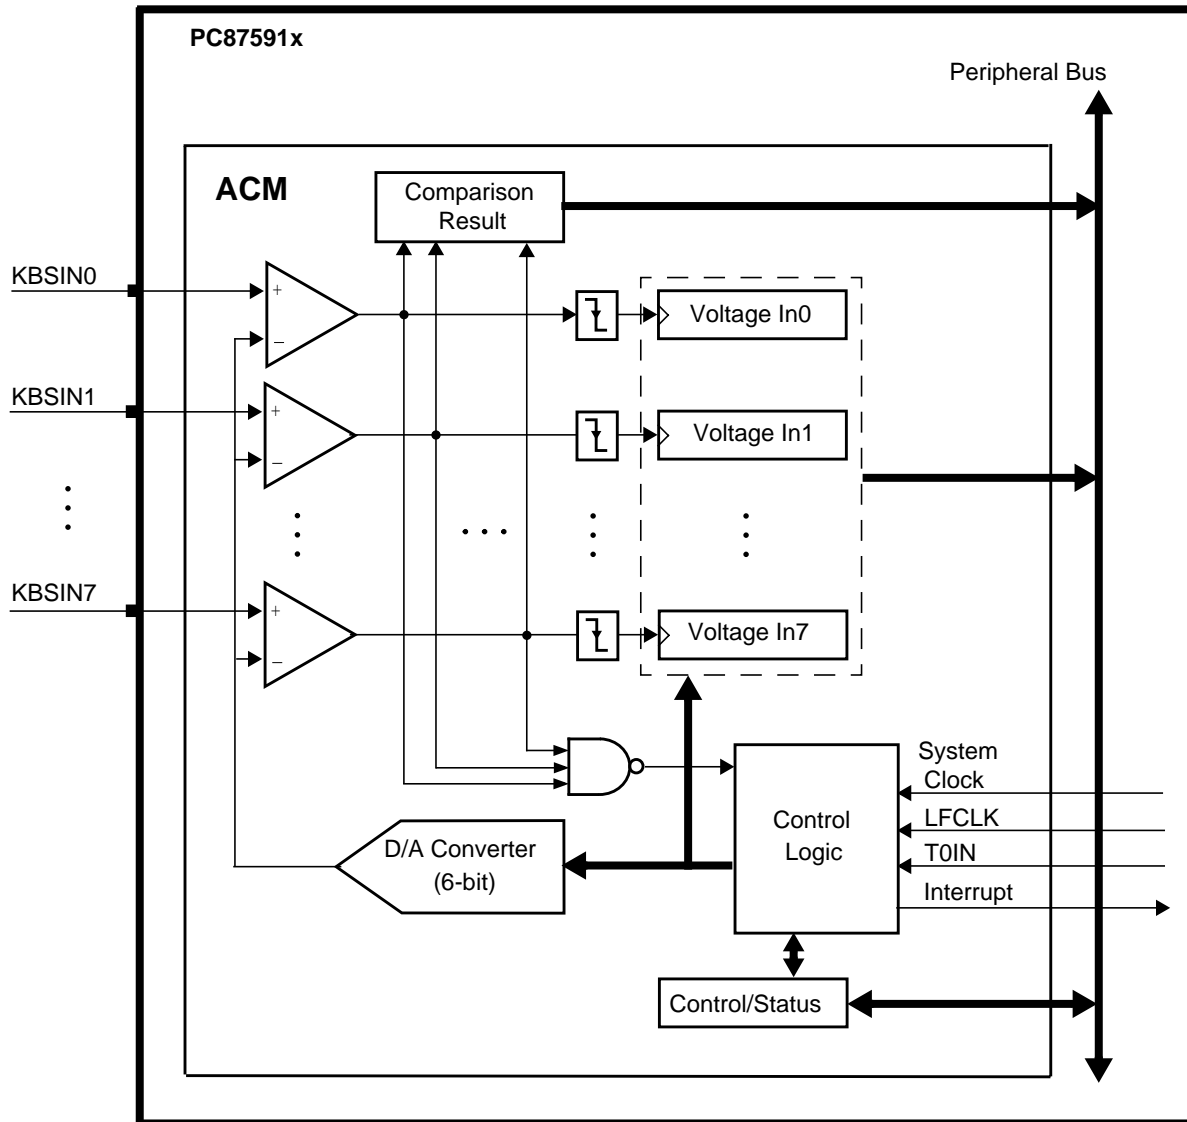 PC87591x
Peripheral Bus
ACM
Comparison
Result
KBSIN0
+
−
Voltage In0
KBSIN1
+
−
Voltage In1
KBSIN7
+
−
Voltage In7
System
Clock
LFCLK
T0IN
Interrupt
Control
Logic
D/A Converter
(6-bit)
Control/Status